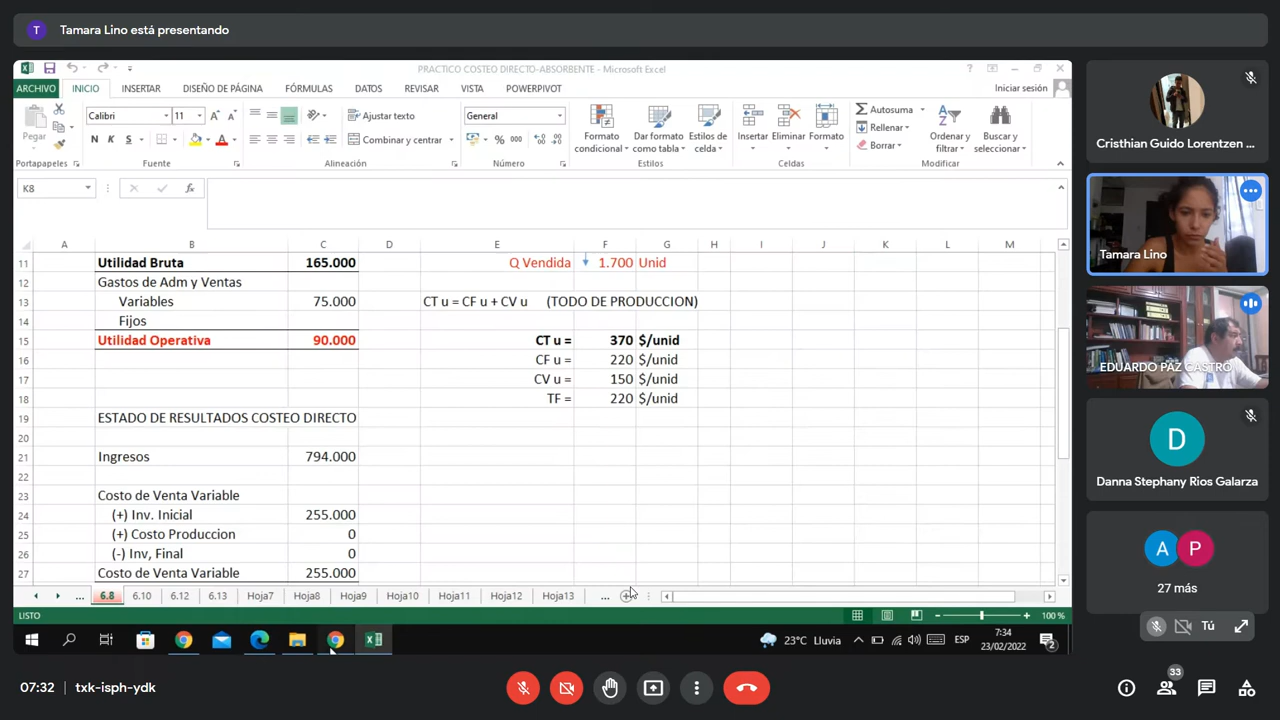 T Tamara Lino está presentando
PRACTICO COSTEO DIRECTO-ABSORBENTE - Microsoft Excel
ARCHIVO INICIO INSERTAR DISEÑO DE PÁGINA FÓRMULAS DATOS REVISAR VISTA POWERPIVOT Iniciar sesión
Calibri 11 Ajustar texto General Autosuma
Pegar N K S Combinar y centrar % 000 Formato condicional Dar formato como tabla Estilos de celda Insertar Eliminar Formato Rellenar Borrar Ordenar y filtrar Buscar y seleccionar
Portapapeles Fuente Alineación Número Estilos Celdas Modificar
K8 fx
A B C D E F G H I J K L M
11 Utilidad Bruta 165.000 Q Vendida 1.700 Unid
12 Gastos de Adm y Ventas
13 Variables 75.000 CT u = CF u + CV u (TODO DE PRODUCCION)
14 Fijos
15 Utilidad Operativa 90.000 CT u = 370 $/unid
16 CF u = 220 $/unid
17 CV u = 150 $/unid
18 TF = 220 $/unid
19 ESTADO DE RESULTADOS COSTEO DIRECTO
20
21 Ingresos 794.000
22
23 Costo de Venta Variable
24 (+) Inv. Inicial 255.000
25 (+) Costo Produccion 0
26 (-) Inv, Final 0
27 Costo de Venta Variable 255.000
... 6.8 6.10 6.12 6.13 Hoja7 Hoja8 Hoja10 Hoja11 Hoja12 Hoja13 ...
LISTO 100 %
23°C Lluvia ESP 7:34
23/02/2022 2
Cristhian Guido Lorentzen ...
Tamara Lino
EDUARDO PAZ CASTRO
D
Danna Stephany Rios Galarza
A P
27 más
Tú
07:32 | txk-isph-ydk
33